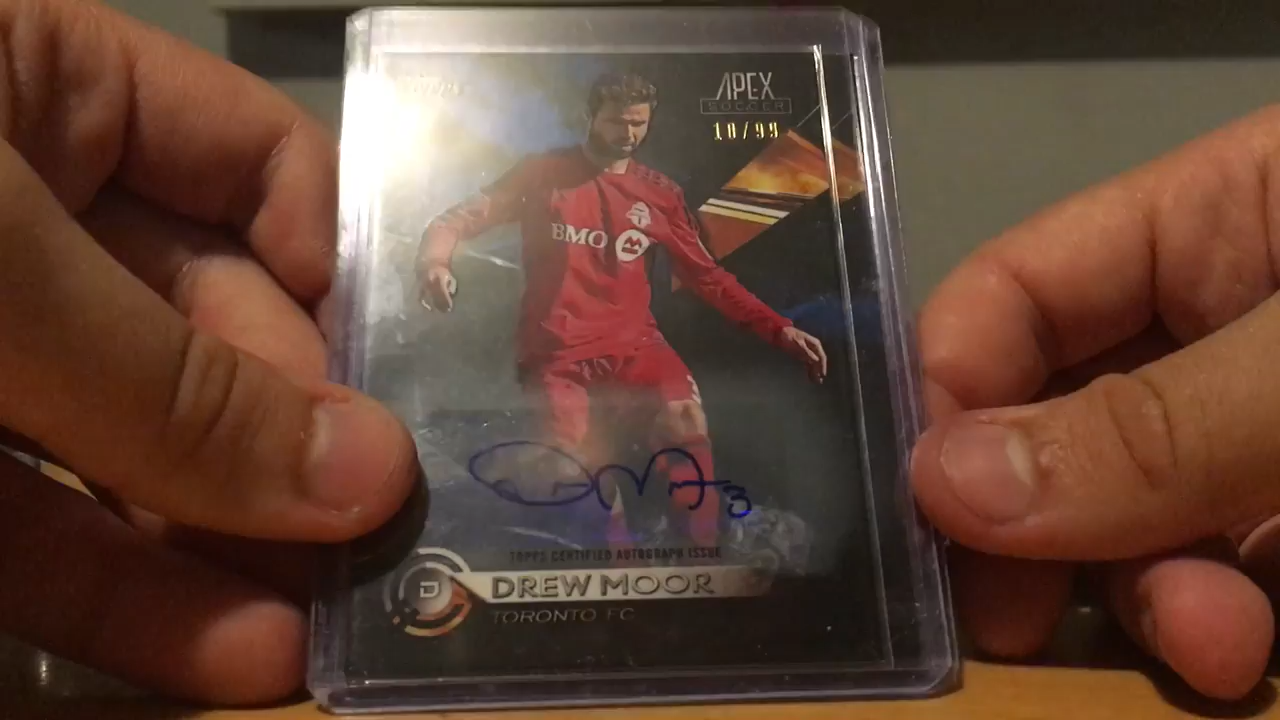 APEX
SOCCER
10/99
BMO
TOPPS CERTIFIED AUTOGRAPH ISSUE
D
DREW MOOR
TORONTO FC